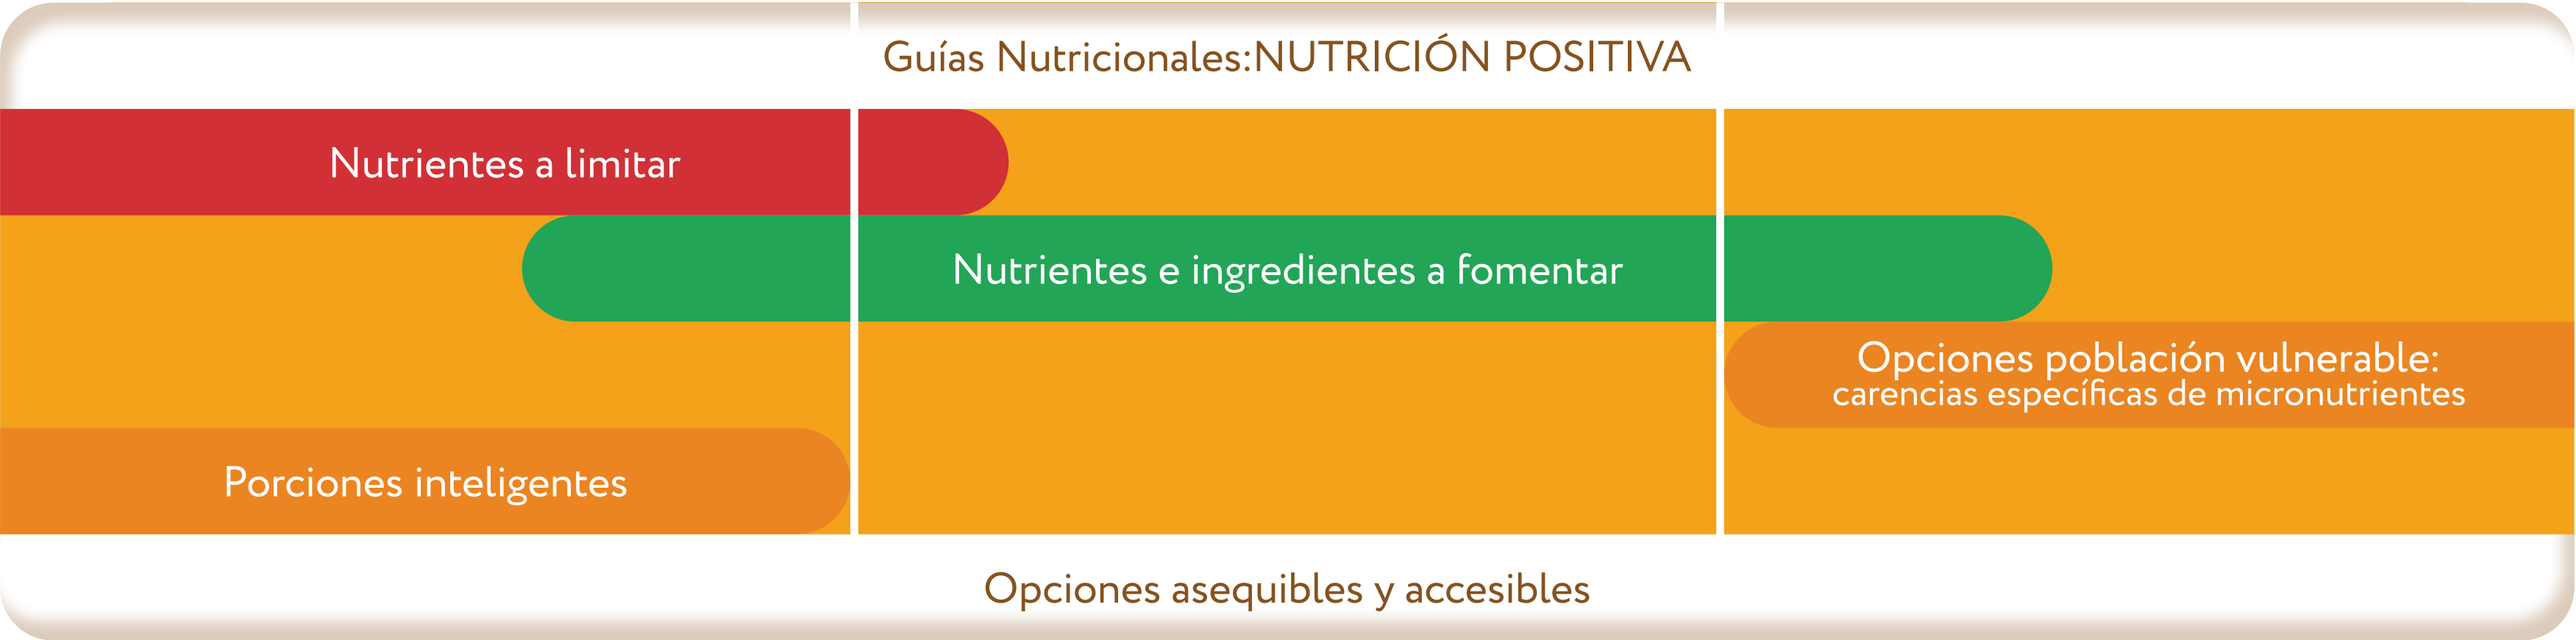 Guías Nutricionales:NUTRICIÓN POSITIVA
Nutrientes a limitar
Nutrientes e ingredientes a fomentar
Opciones población vulnerable:
carencias específicas de micronutrientes
Porciones inteligentes
Opciones asequibles y accesibles